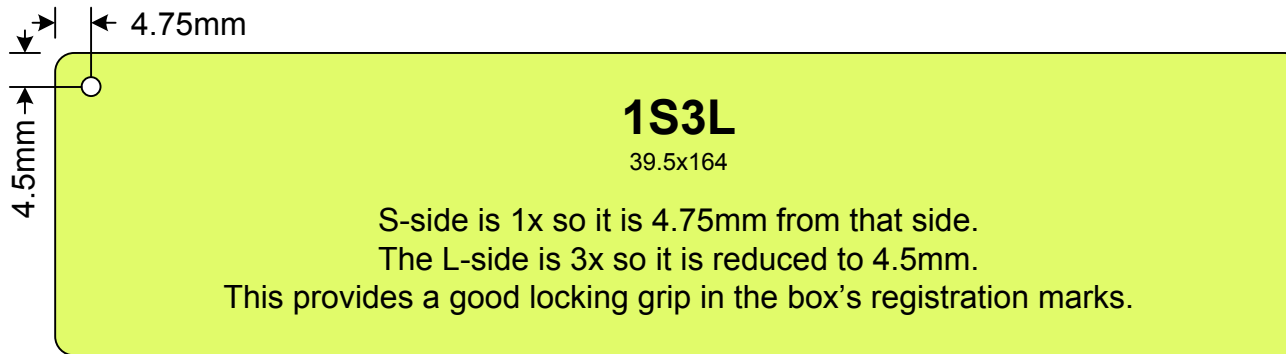 4.75mm
4.5mm
1S3L
39.5x164
S-side is 1x so it is 4.75mm from that side.
The L-side is 3x so it is reduced to 4.5mm.
This provides a good locking grip in the box’s registration marks.